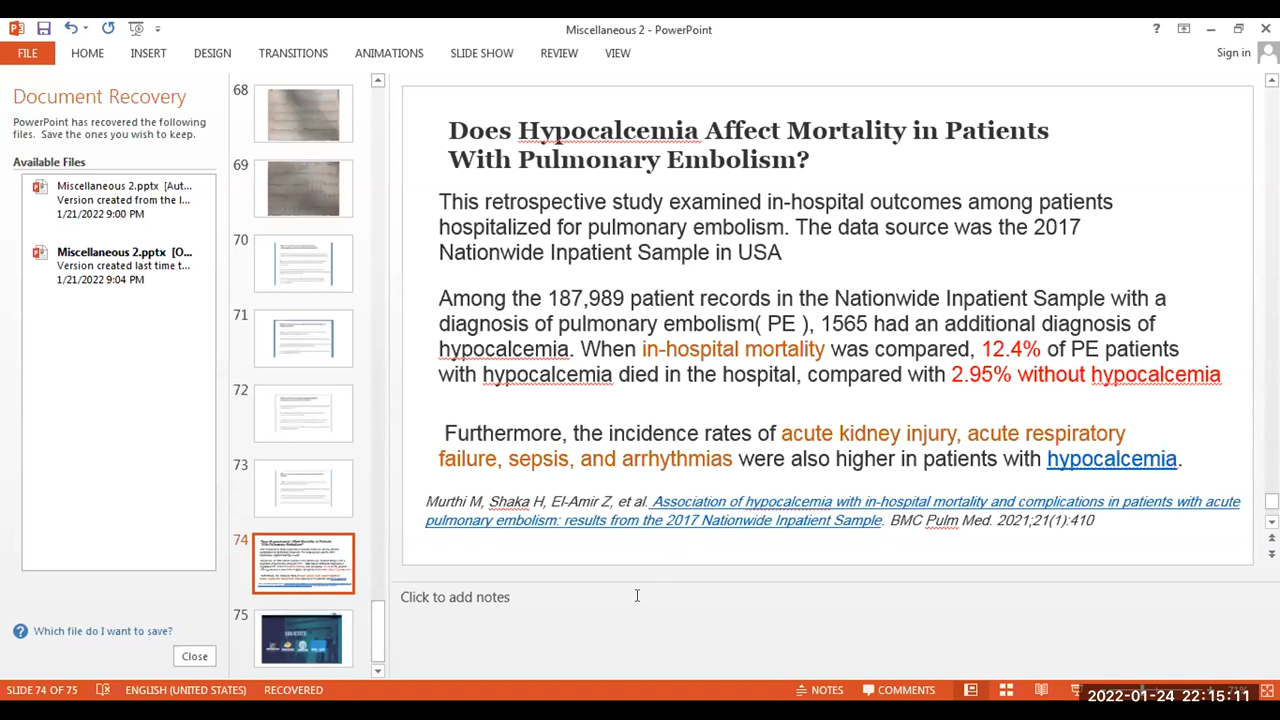 Miscellaneous 2 - PowerPoint
?
FILE HOME INSERT DESIGN TRANSITIONS ANIMATIONS SLIDE SHOW REVIEW VIEW
Sign in
Document Recovery
PowerPoint has recovered the following
files. Save the ones you wish to keep.
Available Files
Miscellaneous 2.pptx [Aut...
Version created from the l...
1/21/2022 9:00 PM
Miscellaneous 2.pptx [O...
Version created last time t...
1/21/2022 9:04 PM
? Which file do I want to save?
Close
68
69
70
71
72
73
74
75
Does Hypocalcemia Affect Mortality in Patients
With Pulmonary Embolism?
This retrospective study examined in-hospital outcomes among patients
hospitalized for pulmonary embolism. The data source was the 2017
Nationwide Inpatient Sample in USA
Among the 187,989 patient records in the Nationwide Inpatient Sample with a
diagnosis of pulmonary embolism( PE ), 1565 had an additional diagnosis of
hypocalcemia. When in-hospital mortality was compared, 12.4% of PE patients
with hypocalcemia died in the hospital, compared with 2.95% without hypocalcemia
Furthermore, the incidence rates of acute kidney injury, acute respiratory
failure, sepsis, and arrhythmias were also higher in patients with hypocalcemia.
Murthi M, Shaka H, El-Amir Z, et al. Association of hypocalcemia with in-hospital mortality and complications in patients with acute
pulmonary embolism: results from the 2017 Nationwide Inpatient Sample. BMC Pulm Med. 2021;21(1):410
Click to add notes
SLIDE 74 OF 75 ENGLISH (UNITED STATES) RECOVERED NOTES COMMENTS
2022-01-24 22:15:11